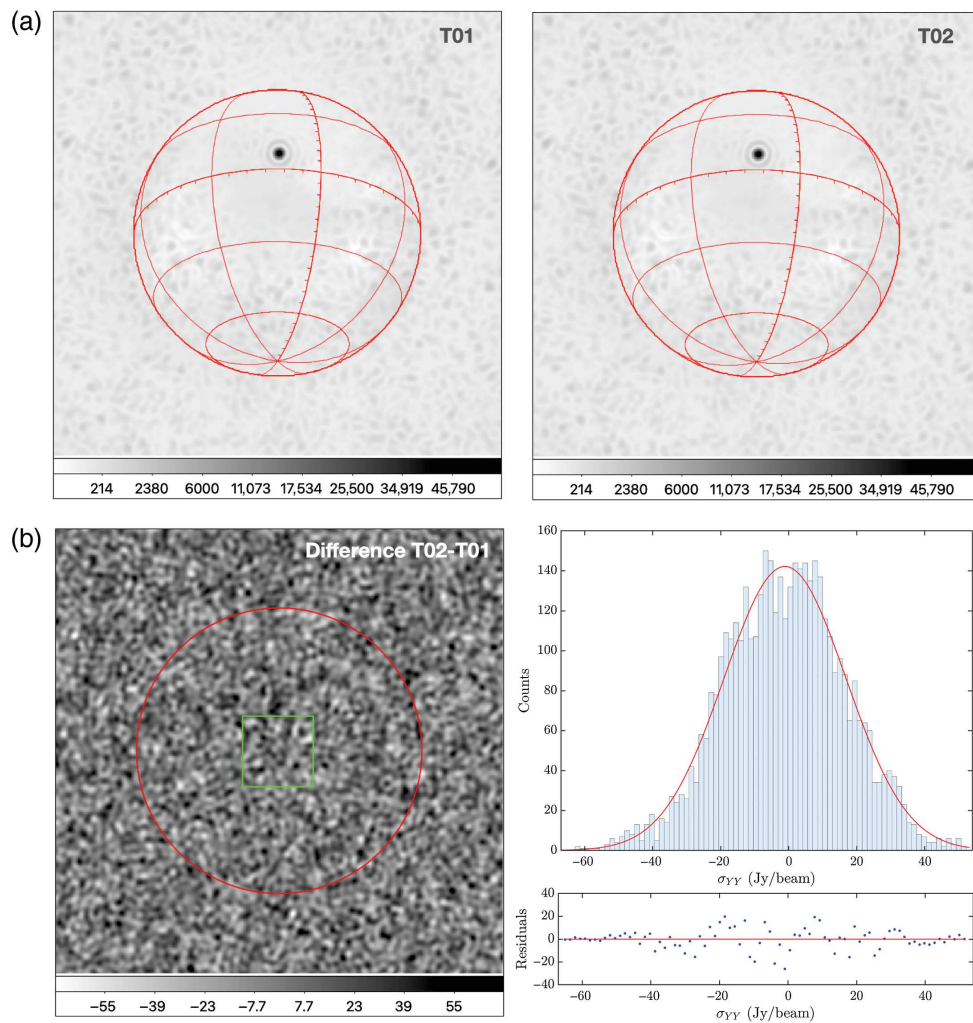 (a)
T01
T02
214 2380 6000 11,073 17,534 25,500 34,919 45,790
214 2380 6000 11,073 17,534 25,500 34,919 45,790
(b)
Difference T02-T01
−55 −39 −23 −7.7 7.7 23 39 55
160
140
120
100
80
60
40
20
0
Counts
−60 −40 −20 0 20 40
σYY (Jy/beam)
40
20
0
−20
−40
Residuals
−60 −40 −20 0 20 40
σYY (Jy/beam)